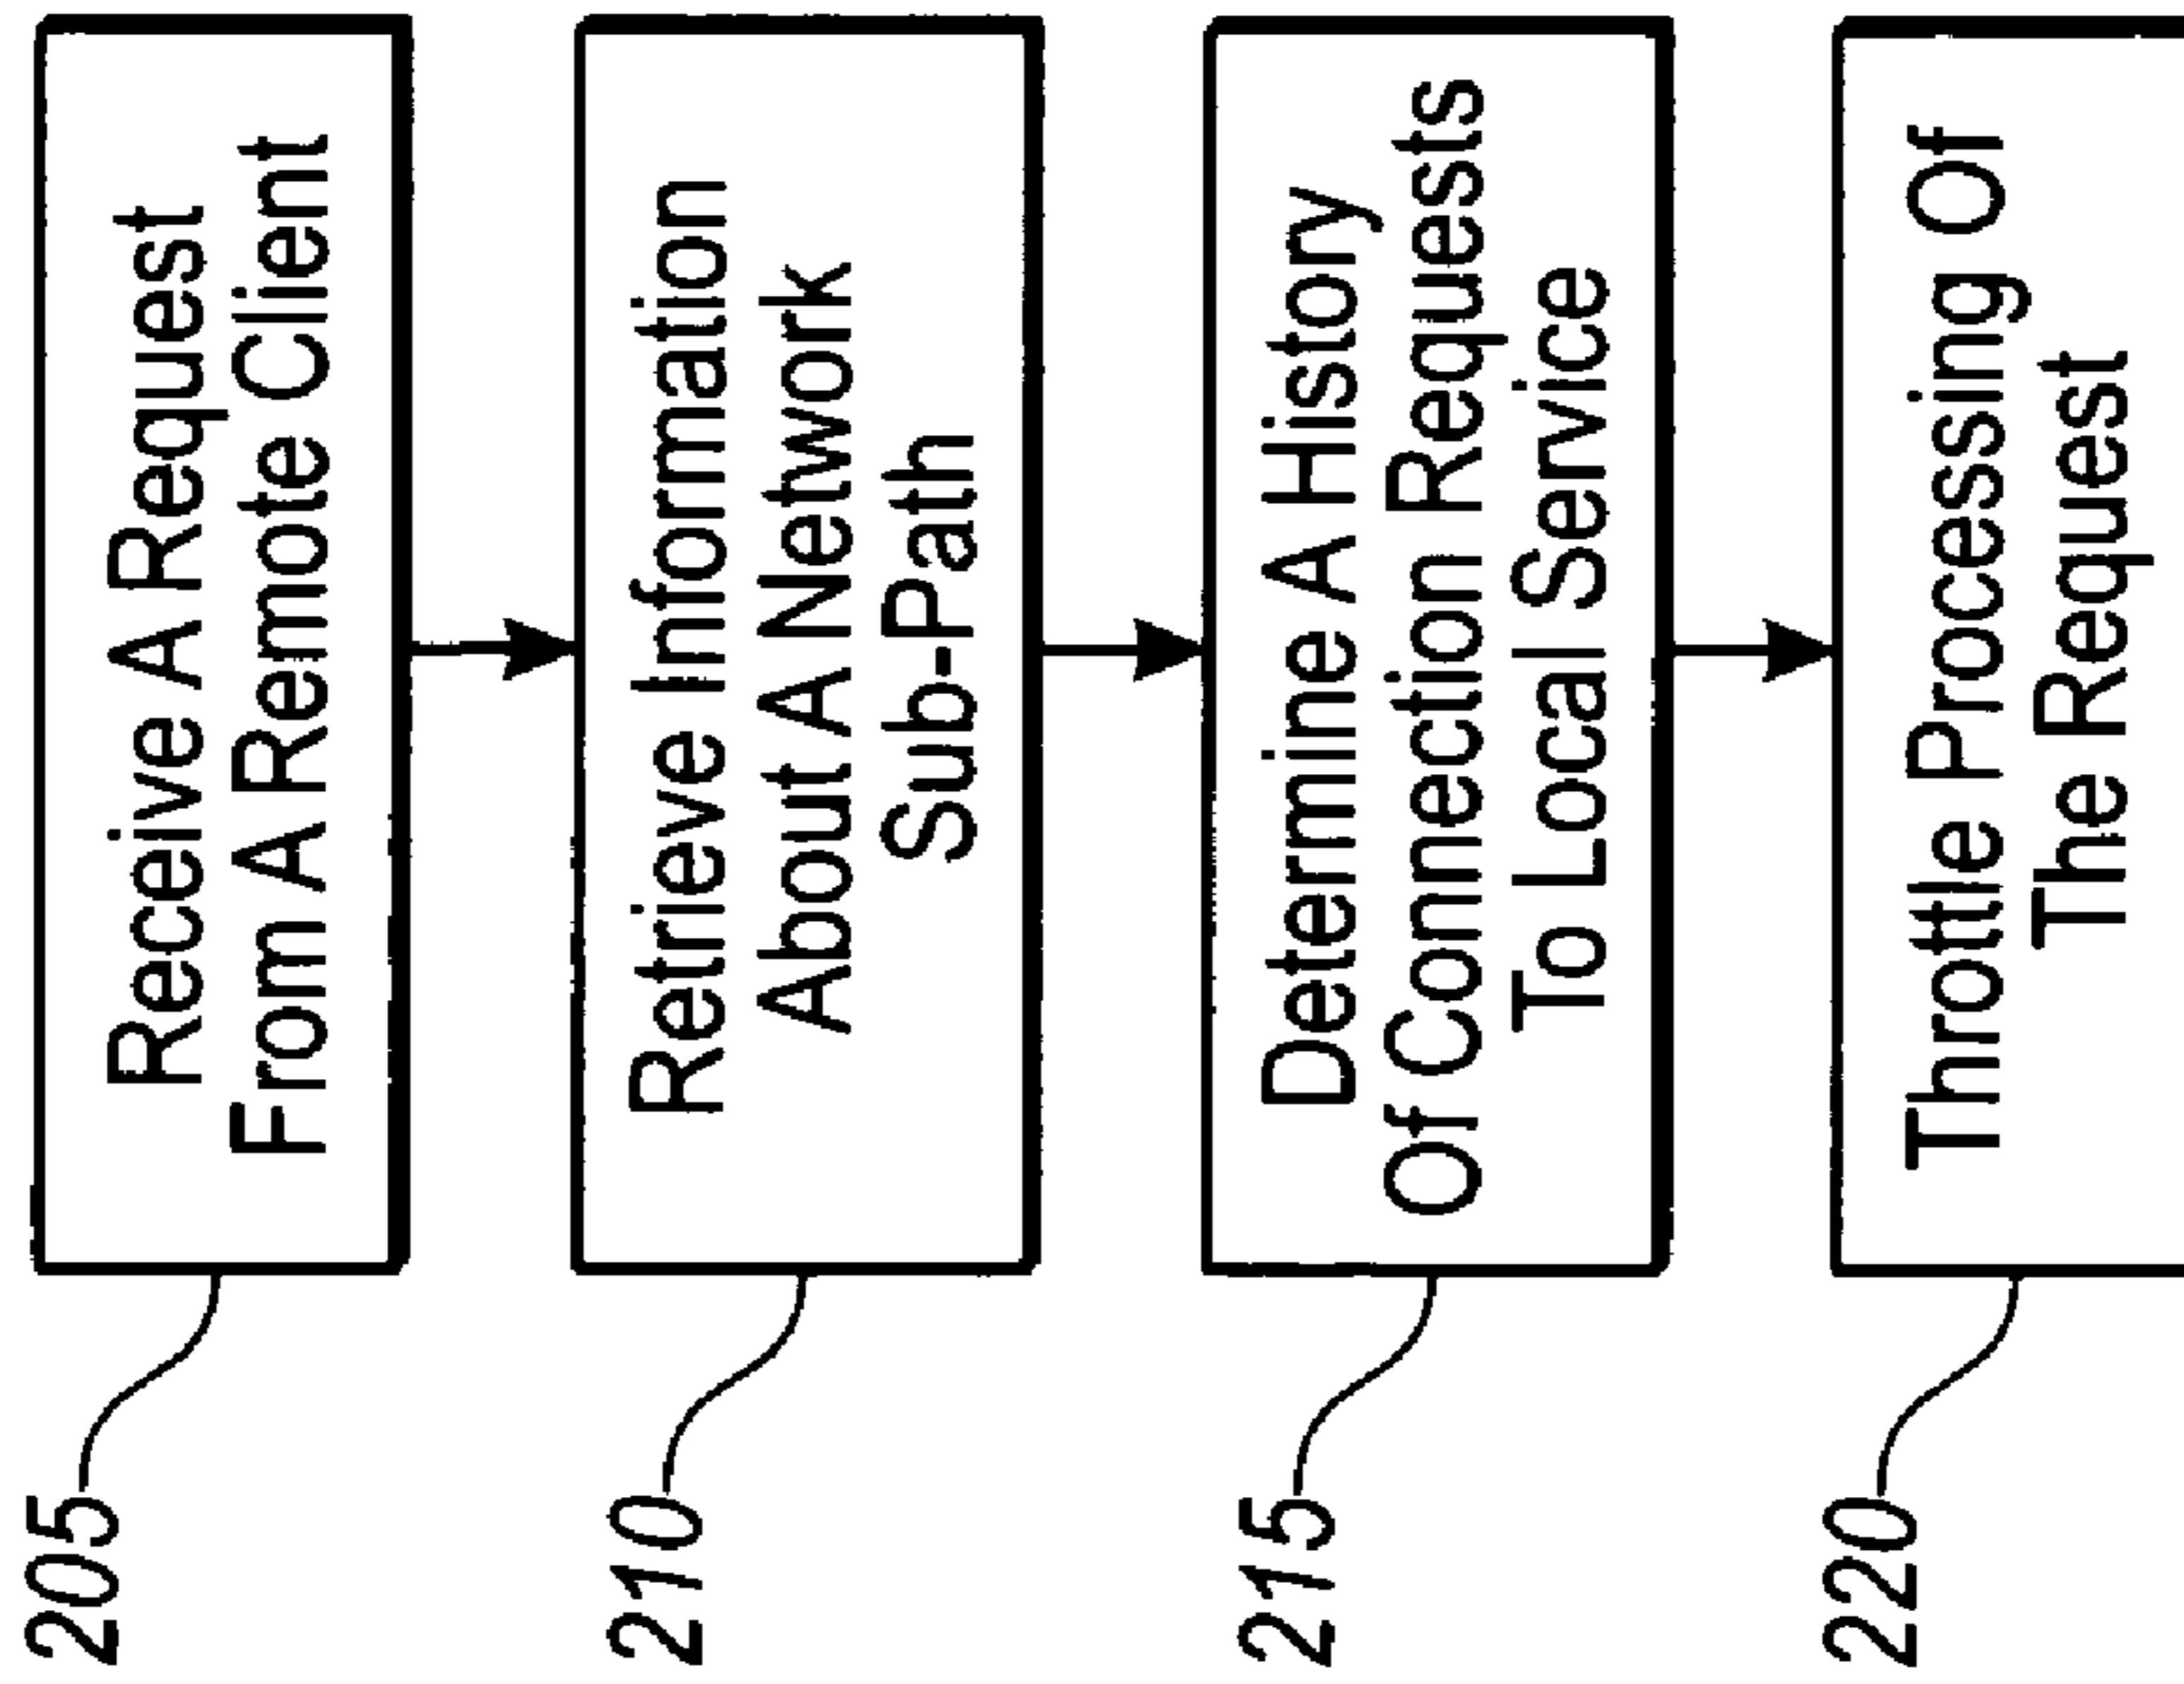 205
Receive A Request
From A Remote Client
210
Retrieve Information
About A Network
Sub-Path
215
Determine A History
Of Connection Requests
To Local Service
220
Throttle Processing Of
The Request